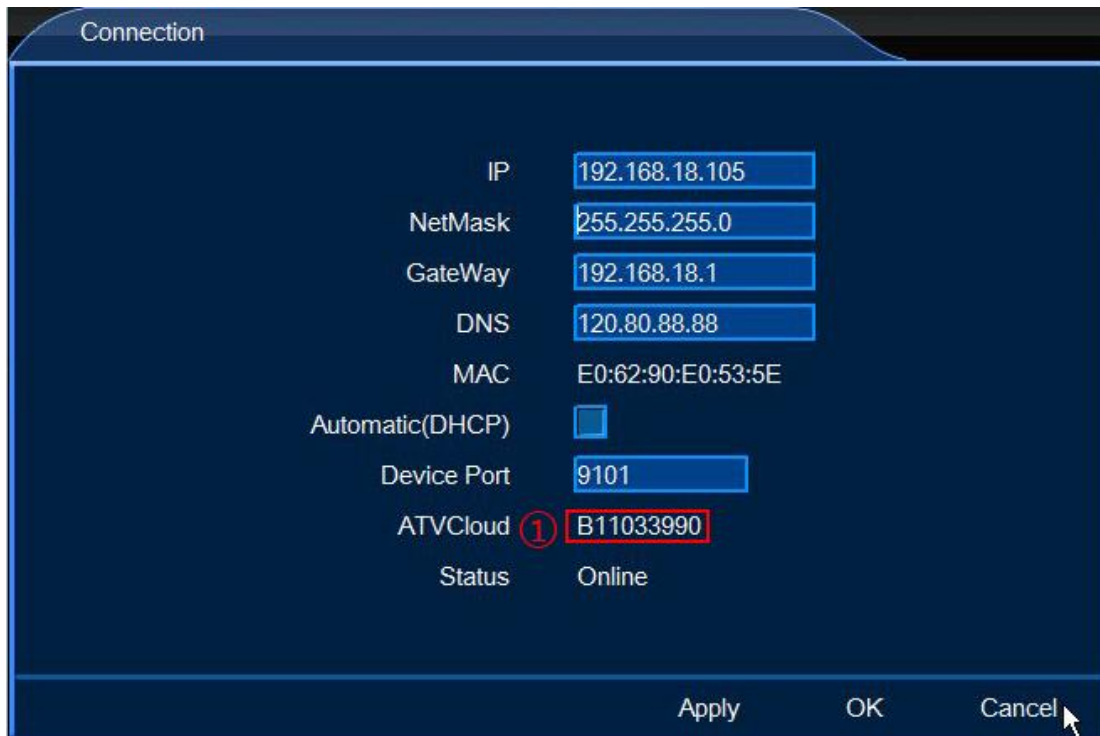 Connection
IP 192.168.18.105
NetMask 255.255.255.0
GateWay 192.168.18.1
DNS 120.80.88.88
MAC E0:62:90:E0:53:5E
Automatic(DHCP)
Device Port 9101
ATVCloud ① B11033990
Status Online
Apply OK Cancel